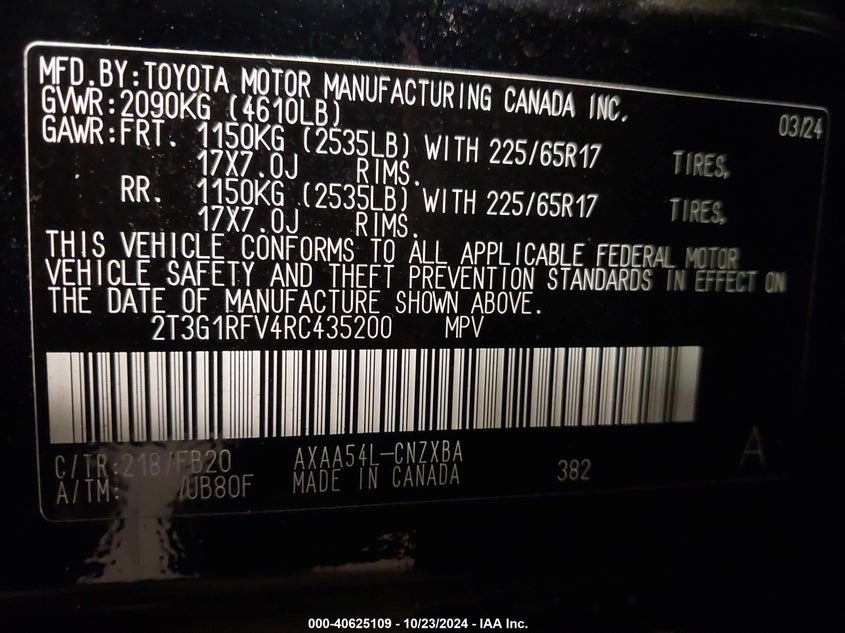 MFD.BY:TOYOTA MOTOR MANUFACTURING CANADA INC.
GVWR:2090KG (4610LB) 03/24
GAWR:FRT. 1150KG (2535LB) WITH 225/65R17 TIRES,
17X7.0J RIMS.
RR. 1150KG (2535LB) WITH 225/65R17 TIRES,
17X7.0J RIMS.
THIS VEHICLE CONFORMS TO ALL APPLICABLE FEDERAL MOTOR
VEHICLE SAFETY AND THEFT PREVENTION STANDARDS IN EFFECT ON
THE DATE OF MANUFACTURE SHOWN ABOVE.
2T3G1RFV4RC435200 MPV
C/TR:218/FB20 AXAA54L-CNZXBA 382 A
A/TM: /UB80F MADE IN CANADA
000-40625109 - 10/23/2024 - IAA Inc.